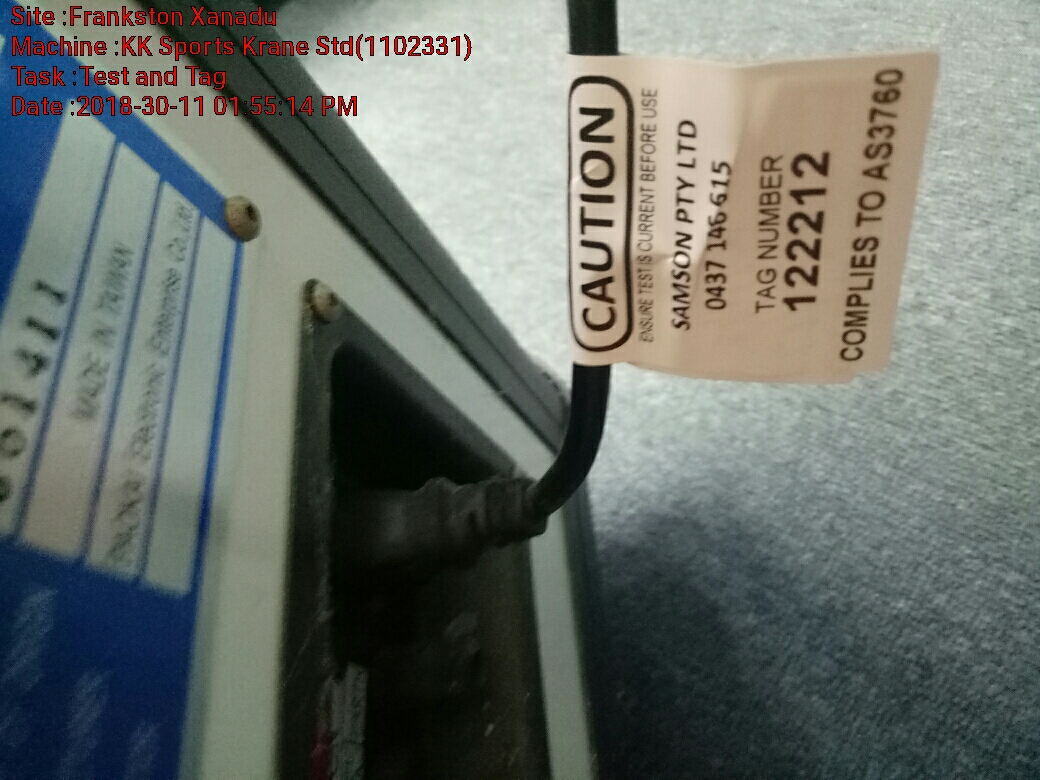 Site :Frankston Xanadu
Machine :KK Sports Krane Std(1102331)
Task :Test and Tag
Date :2018-30-11 01:55:14 PM
CAUTION
ENSURE TEST IS CURRENT BEFORE USE
SAMSON PTY LTD
0437 146 615
TAG NUMBER
122212
COMPLIES TO AS3760
MADE IN TAIWAN